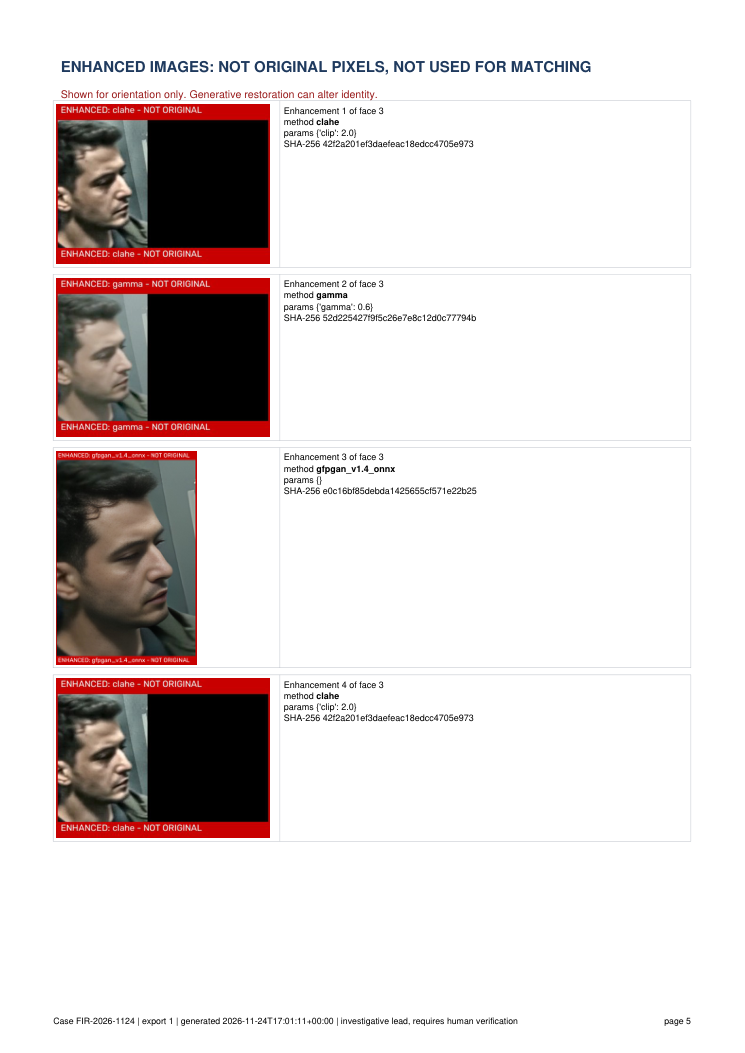 ENHANCED IMAGES: NOT ORIGINAL PIXELS, NOT USED FOR MATCHING
Shown for orientation only. Generative restoration can alter identity.
ENHANCED: clahe - NOT ORIGINAL
ENHANCED: clahe - NOT ORIGINAL
Enhancement 1 of face 3
method clahe
params {'clip': 2.0}
SHA-256 42f2a201ef3daefeac18edcc4705e973
ENHANCED: gamma - NOT ORIGINAL
ENHANCED: gamma - NOT ORIGINAL
Enhancement 2 of face 3
method gamma
params {'gamma': 0.6}
SHA-256 52d225427f9f5c26e7e8c12d0c77794b
ENHANCED: gfpgan_v1.4_onnx - NOT ORIGINAL
ENHANCED: gfpgan_v1.4_onnx - NOT ORIGINAL
Enhancement 3 of face 3
method gfpgan_v1.4_onnx
params {}
SHA-256 e0c16bf85debda1425655cf571e22b25
ENHANCED: clahe - NOT ORIGINAL
ENHANCED: clahe - NOT ORIGINAL
Enhancement 4 of face 3
method clahe
params {'clip': 2.0}
SHA-256 42f2a201ef3daefeac18edcc4705e973
Case FIR-2026-1124 | export 1 | generated 2026-11-24T17:01:11+00:00 | investigative lead, requires human verification
page 5